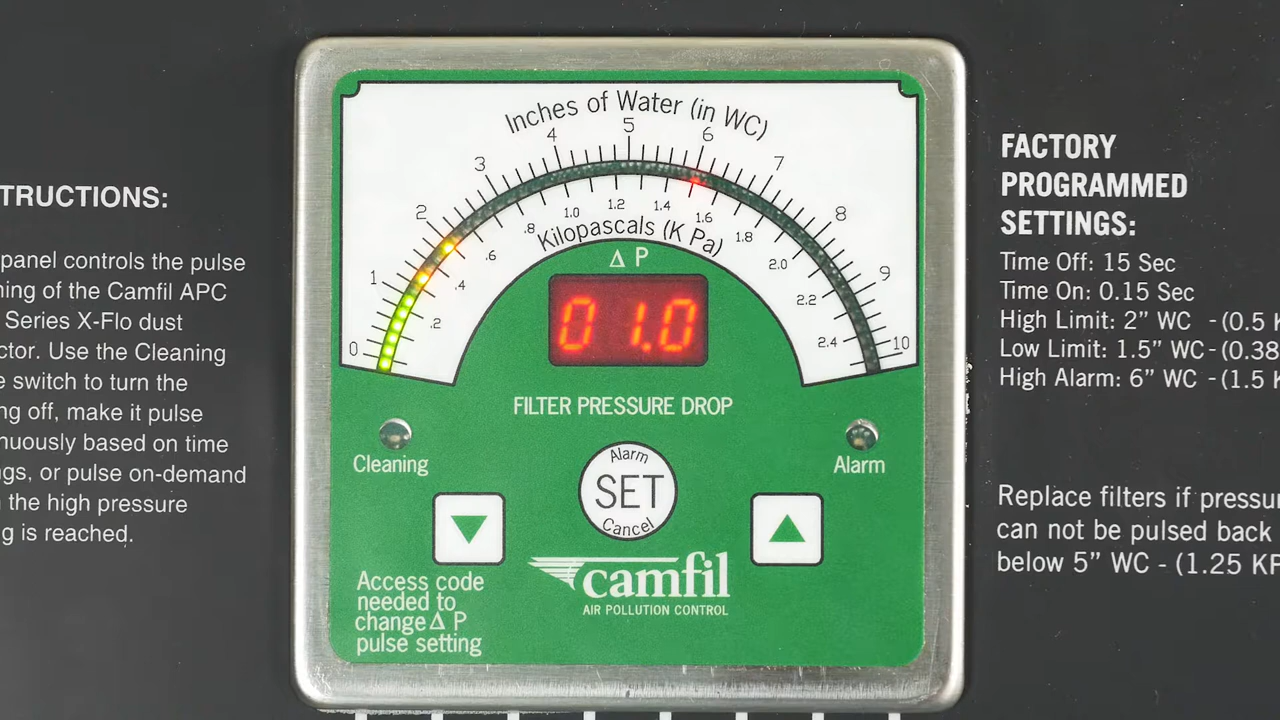 TRUCTIONS:
panel controls the pulse
ning of the Camfil APC
Series X-Flo dust
ctor. Use the Cleaning
e switch to turn the
ng off, make it pulse
nuously based on time
ngs, or pulse on-demand
n the high pressure
g is reached.
Inches of Water (in WC)
0 1 2 3 4 5 6 7 8 9 10
.2 .4 .6 .8 1.0 1.2 1.4 1.6 1.8 2.0 2.2 2.4
Kilopascals (K Pa)
Δ P
01.0
FILTER PRESSURE DROP
Cleaning
Alarm
Alarm
SET
Cancel
camfil
AIR POLLUTION CONTROL
Access code
needed to
change Δ P
pulse setting
FACTORY
PROGRAMMED
SETTINGS:
Time Off: 15 Sec
Time On: 0.15 Sec
High Limit: 2” WC - (0.5 K
Low Limit: 1.5” WC - (0.38
High Alarm: 6” WC - (1.5 K
Replace filters if pressu
can not be pulsed back
below 5” WC - (1.25 KP